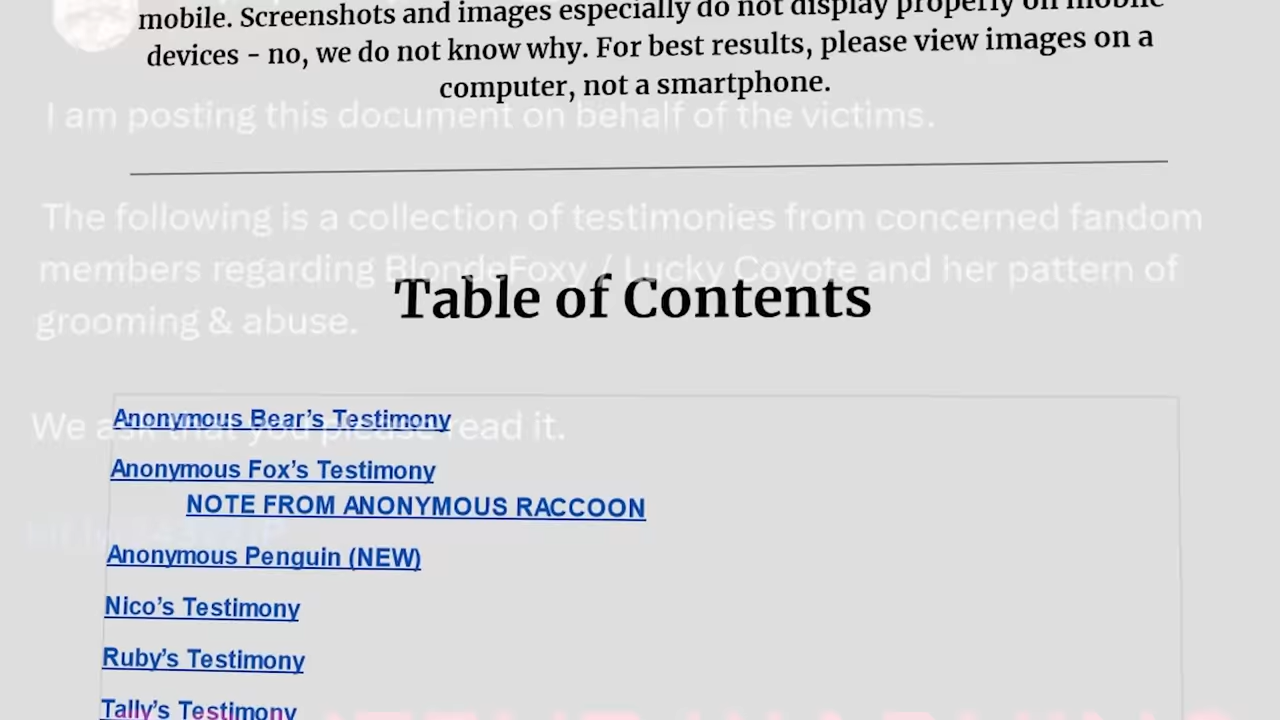 mobile. Screenshots and images especially do not display properly on mobile
devices - no, we do not know why. For best results, please view images on a
computer, not a smartphone.
I am posting this document on behalf of the victims.
The following is a collection of testimonies from concerned fandom
members regarding BlondeFoxy / Lucky Coyote and her pattern of
Table of Contents
grooming & abuse.
Anonymous Bear's Testimony
We ask that you please read it.
Anonymous Fox's Testimony
NOTE FROM ANONYMOUS RACCOON
Anonymous Penguin (NEW)
Nico's Testimony
Ruby's Testimony
Tally's Testimony